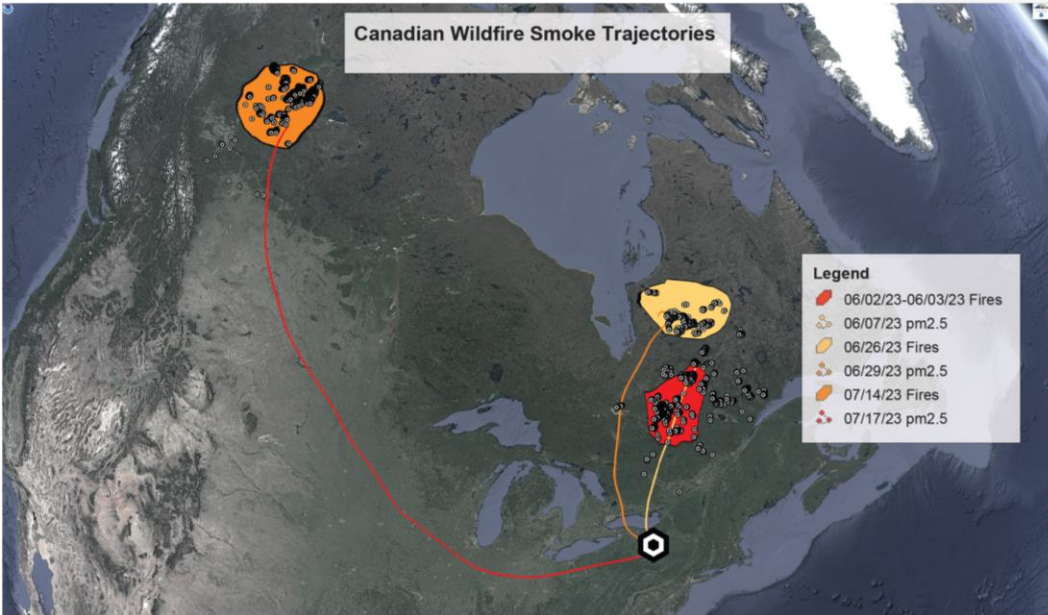 Canadian Wildfire Smoke Trajectories
Legend
06/02/23-06/03/23 Fires
06/07/23 pm2.5
06/26/23 Fires
06/29/23 pm2.5
07/14/23 Fires
07/17/23 pm2.5